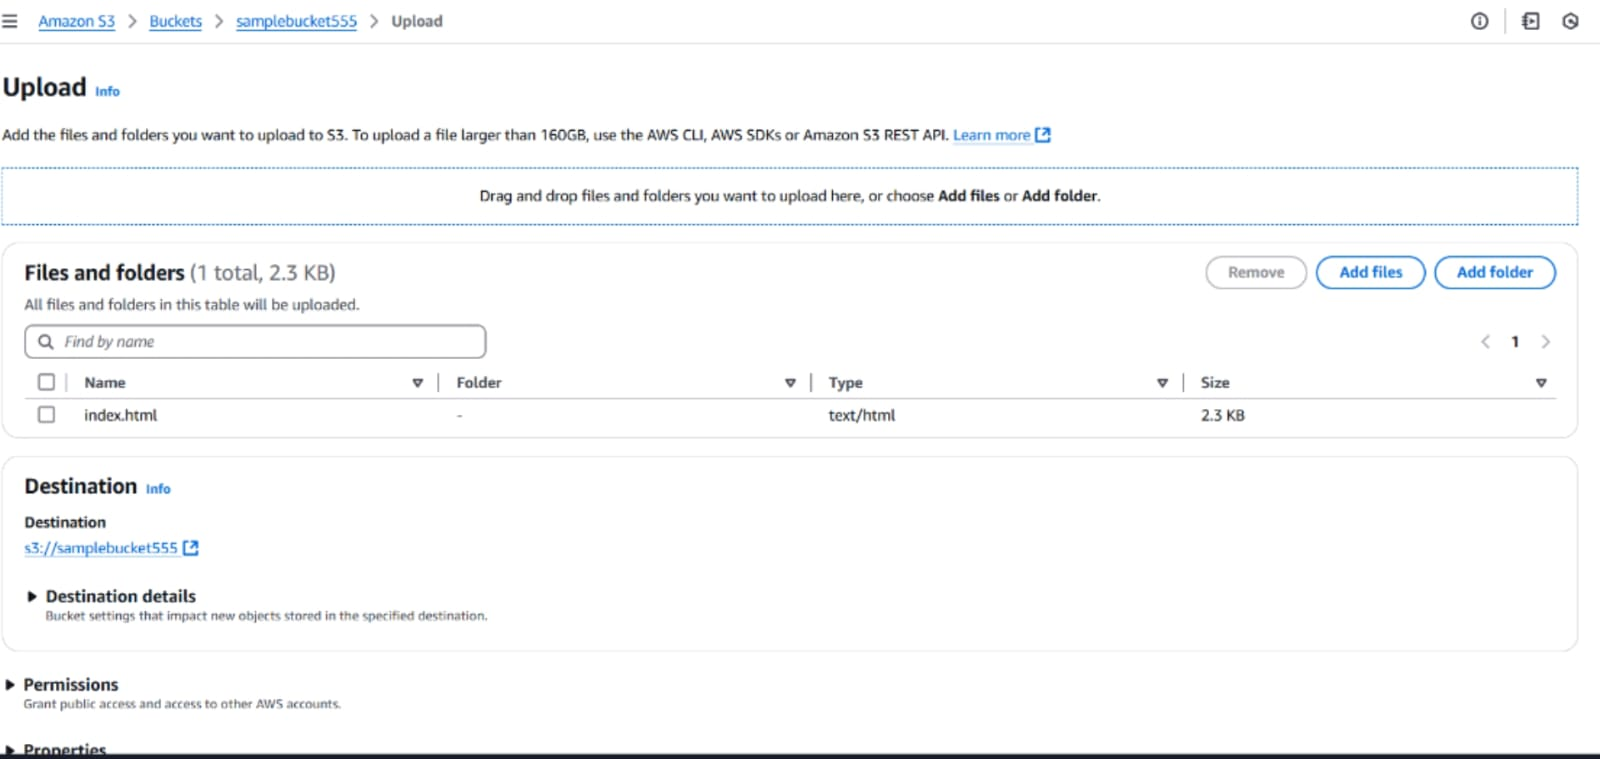 Amazon S3 > Buckets > samplebucket555 > Upload
Upload Info
Add the files and folders you want to upload to S3. To upload a file larger than 160GB, use the AWS CLI, AWS SDKs or Amazon S3 REST API. Learn more
Drag and drop files and folders you want to upload here, or choose Add files or Add folder.
Files and folders (1 total, 2.3 KB)
Remove Add files Add folder
All files and folders in this table will be uploaded.
Find by name
1
Name Folder Type Size
index.html - text/html 2.3 KB
Destination Info
Destination
s3://samplebucket555
Destination details
Bucket settings that impact new objects stored in the specified destination.
Permissions
Grant public access and access to other AWS accounts.
Properties